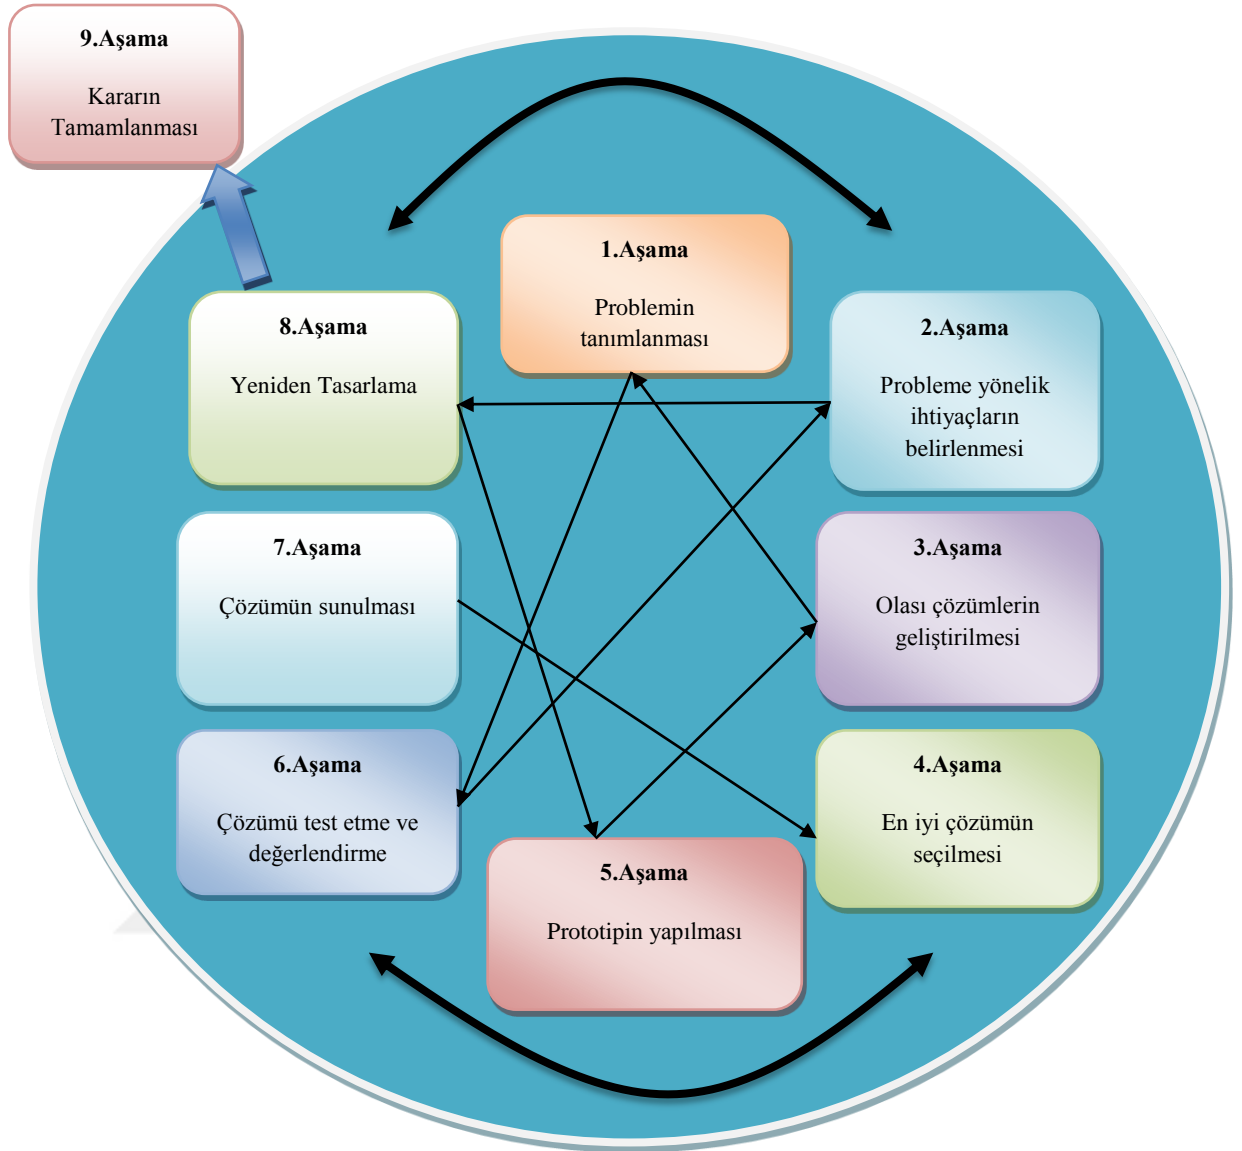 9.Aşama
Kararın
Tamamlanması
1.Aşama
Problemin
tanımlanması
2.Aşama
Probleme yönelik
ihtiyaçların
belirlenmesi
3.Aşama
Olası çözümlerin
geliştirilmesi
4.Aşama
En iyi çözümün
seçilmesi
5.Aşama
Prototipin yapılması
6.Aşama
Çözümü test etme ve
değerlendirme
7.Aşama
Çözümün sunulması
8.Aşama
Yeniden Tasarlama